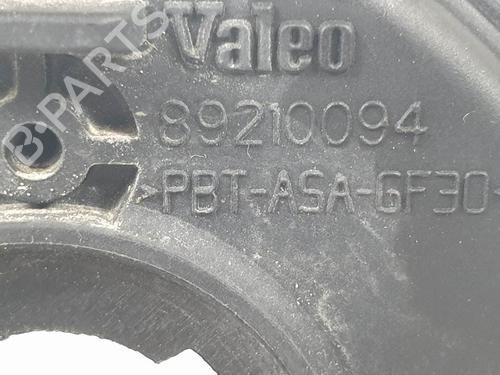 Valeo
89210094
>PBT-ASA-GF30
B-PARTS